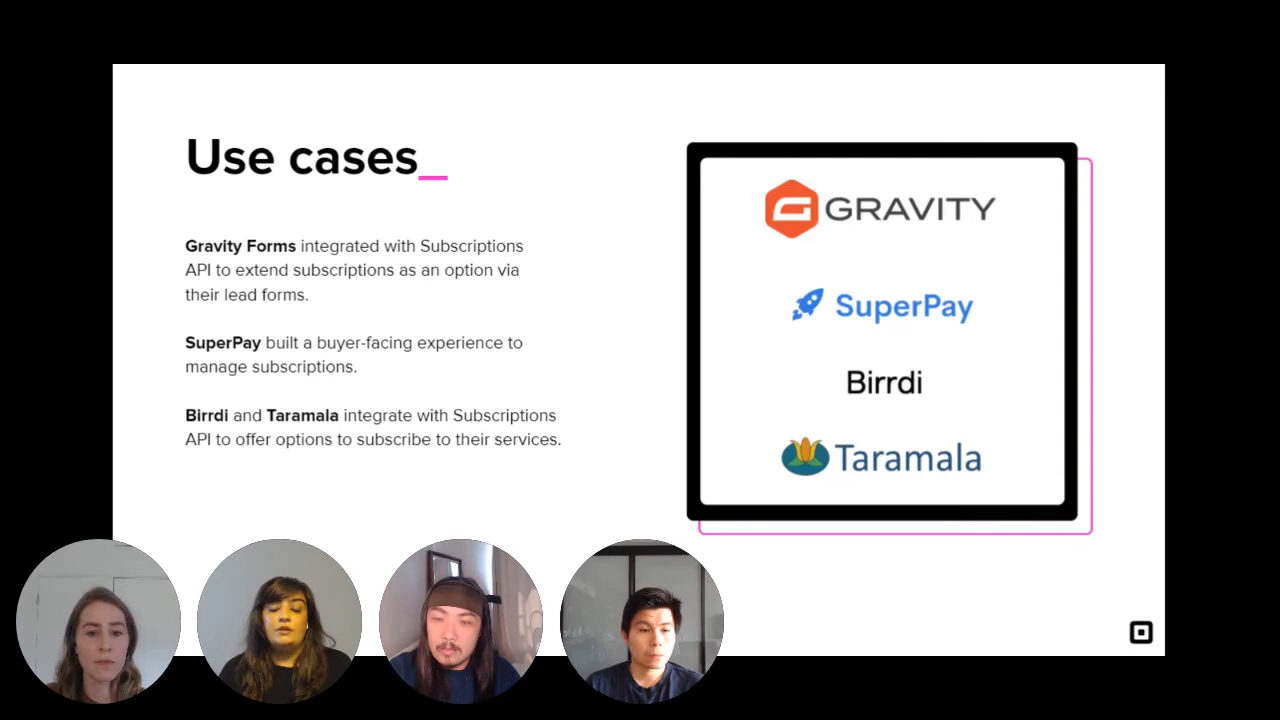 Use cases_
Gravity Forms integrated with Subscriptions
API to extend subscriptions as an option via
their lead forms.
SuperPay built a buyer-facing experience to
manage subscriptions.
Birrdi and Taramala integrate with Subscriptions
API to offer options to subscribe to their services.
GRAVITY
SuperPay
Birrdi
Taramala